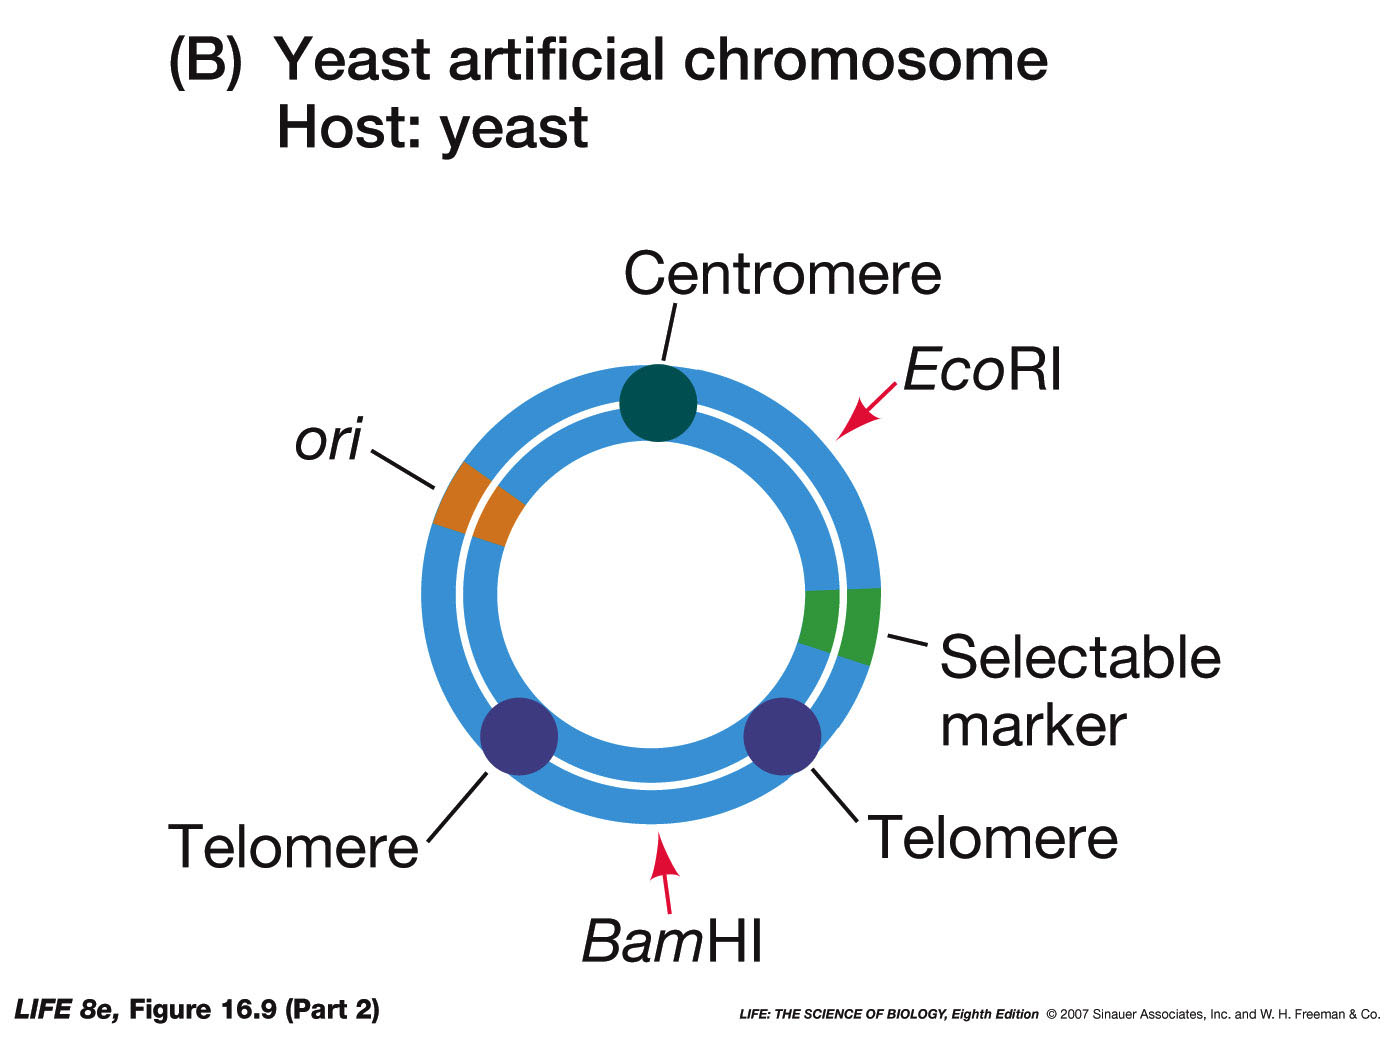 (B) Yeast artificial chromosome
Host: yeast
Centromere
EcoRI
ori
Selectable
marker
Telomere
Telomere
BamHI
LIFE 8e, Figure 16.9 (Part 2)
LIFE: THE SCIENCE OF BIOLOGY, Eighth Edition © 2007 Sinauer Associates, Inc. and W. H. Freeman & Co.